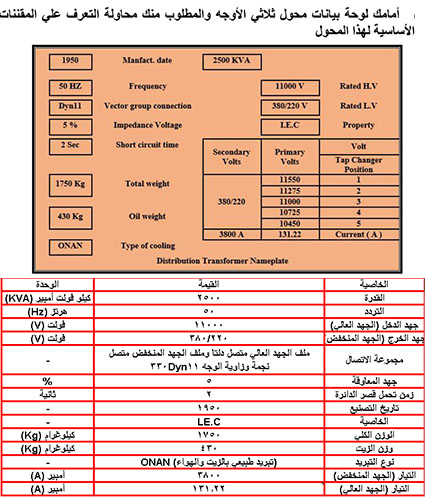 أمامك لوحة بيانات محول ثلاثي الأوجه والمطلوب منك محاولة التعرف علي المقننات
الأساسية لهذا المحول
1950 Manfact. date 2500 KVA
50 HZ Frequency 11000 V Rated H.V
Dyn11 Vector group connection 380/220 V Rated L.V
5 % Impedance Voltage I.E.C Property
2 Sec Short circuit time
Secondary Volts Primary Volts Volt
Tap Changer Position
1750 Kg Total weight
380/220
11550 1
11275 2
11000 3
10725 4
10450 5
430 Kg Oil weight
3800 A 131.22 Current ( A )
ONAN Type of cooling
Distribution Transformer Nameplate
الخاصية القيمة الوحدة
القدرة ٢٥٠٠ كيلو فولت أمبير (KVA)
التردد ٥٠ هرتز (Hz)
جهد الدخل (الجهد العالي) ١١٠٠٠ فولت (V)
جهد الخرج (الجهد المنخفض) ٣٨٠/٢٢٠ فولت (V)
مجموعة الاتصال ملف الجهد العالي متصل دلتا وملف الجهد المنخفض متصل
نجمة وزاوية الوجه ٣٣٠Dyn١١ -
جهد المعاوقة ٥ %
زمن تحمل قصر الدائرة ٢ ثانية
تاريخ التصنيع ١٩٥٠ -
الخاصية I.E.C -
الوزن الكلي ١٧٥٠ كيلوغرام (Kg)
وزن الزيت ٤٣٠ كيلوغرام (Kg)
نوع التبريد ONAN (تبريد طبيعي بالزيت والهواء) -
التيار (الجهد المنخفض) ٣٨٠٠ أمبير (A)
التيار (الجهد العالي) ١٣١.٢٢ أمبير (A)